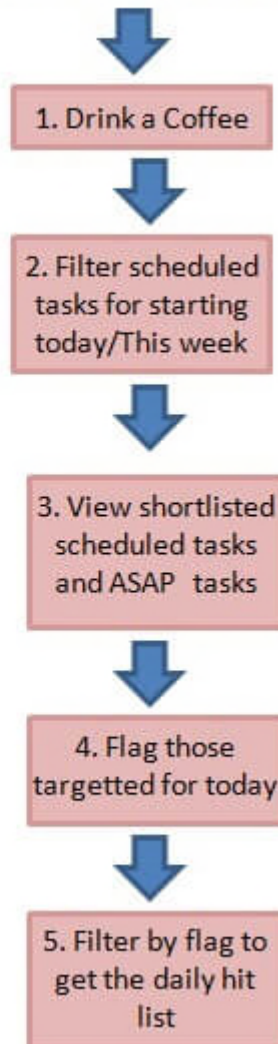 1. Drink a Coffee
2. Filter scheduled
tasks for starting
today/This week
3. View shortlisted
scheduled tasks
and ASAP tasks
4. Flag those
targetted for today
5. Filter by flag to
get the daily hit
list